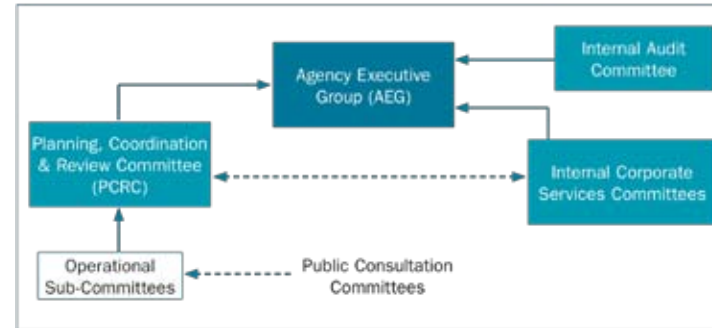 Agency Executive
Group (AEG)
Internal Audit
Committee
Planning, Coordination
& Review Committee
(PCRC)
Internal Corporate
Services Committees
Operational
Sub-Committees
Public Consultation
Committees